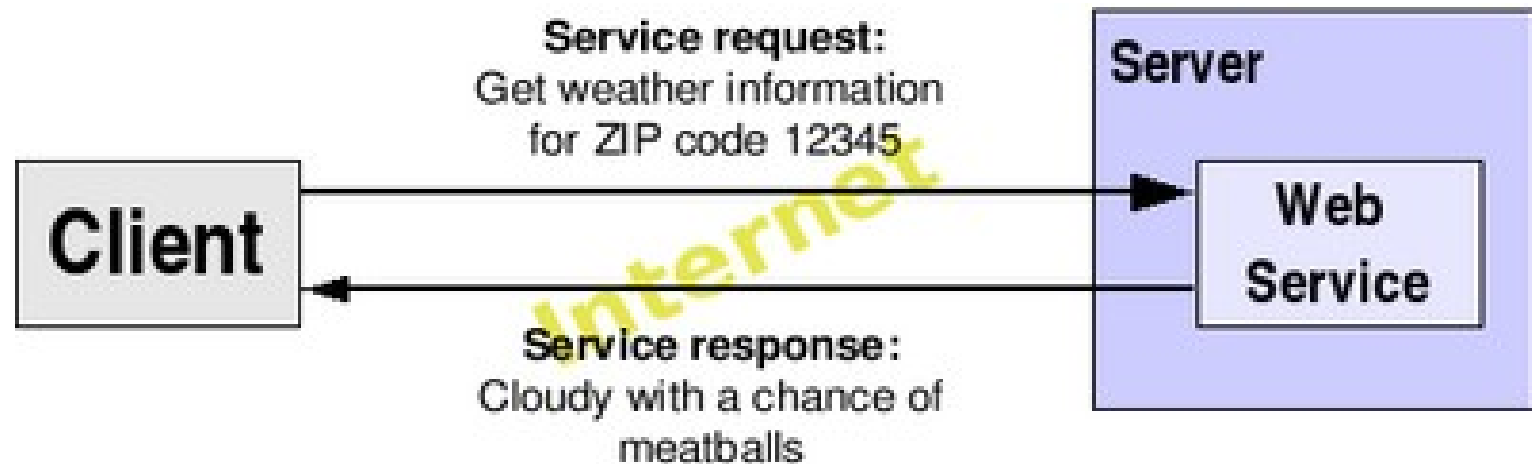 Service request:
Get weather information
for ZIP code 12345
Server
Client
Internet
Web
Service
Service response:
Cloudy with a chance of
meatballs